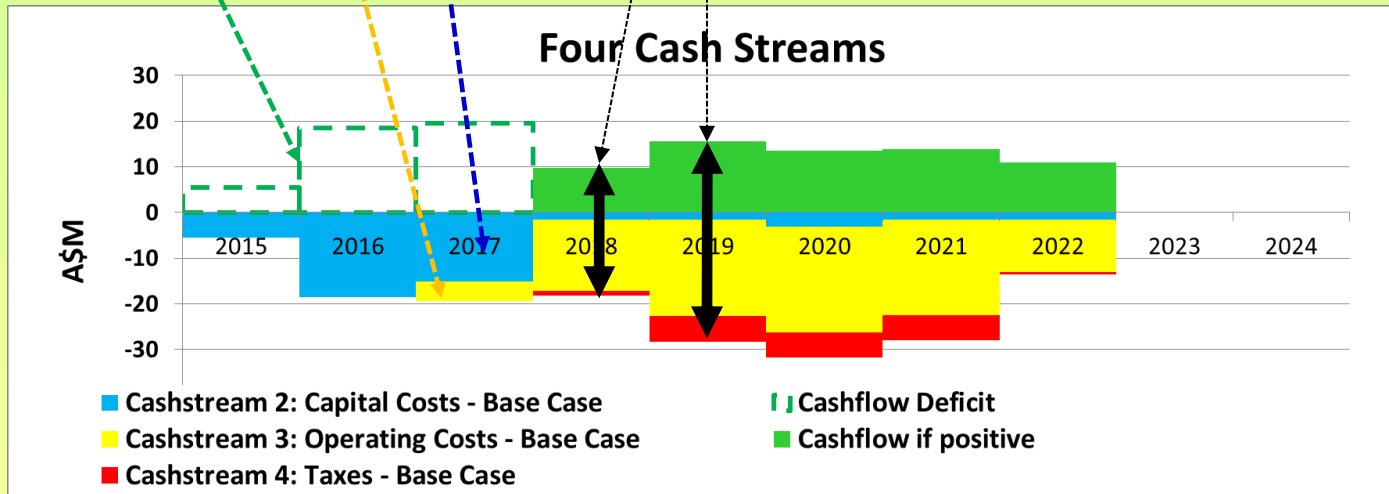 Four Cash Streams
30
20
10
0
-10
-20
-30
A$M
2015 2016 2017 2018 2019 2020 2021 2022 2023 2024
Cashstream 2: Capital Costs - Base Case
Cashflow Deficit
Cashstream 3: Operating Costs - Base Case
Cashflow if positive
Cashstream 4: Taxes - Base Case